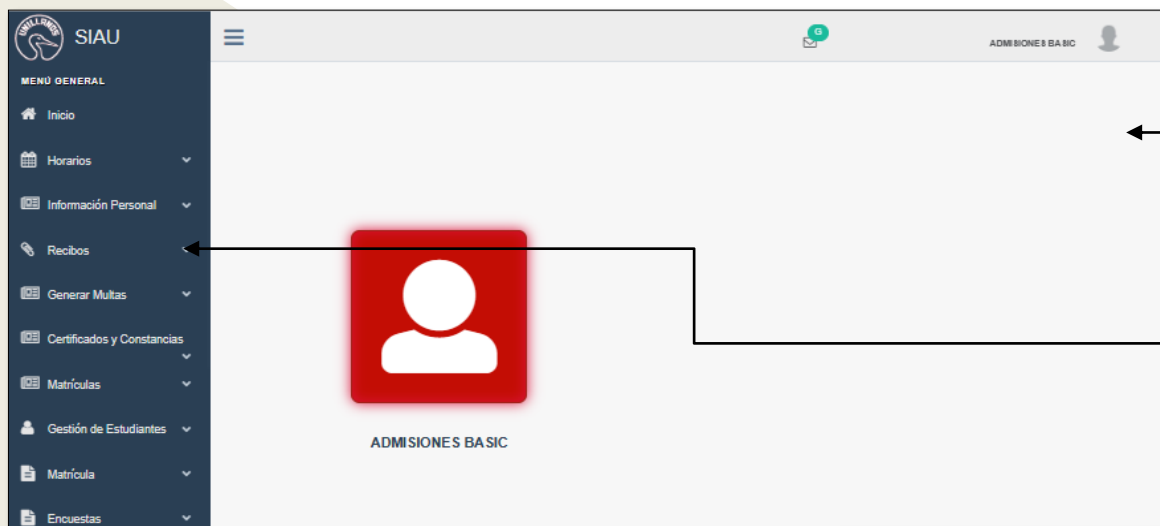 UNILLANOS
SIAU
G
ADMISIONES BASIC
MENÚ GENERAL
Inicio
Horarios
Información Personal
Recibos
Generar Multas
Certificados y Constancias
Matrículas
Gestión de Estudiantes
Matrícula
Encuestas
ADMISIONES BASIC